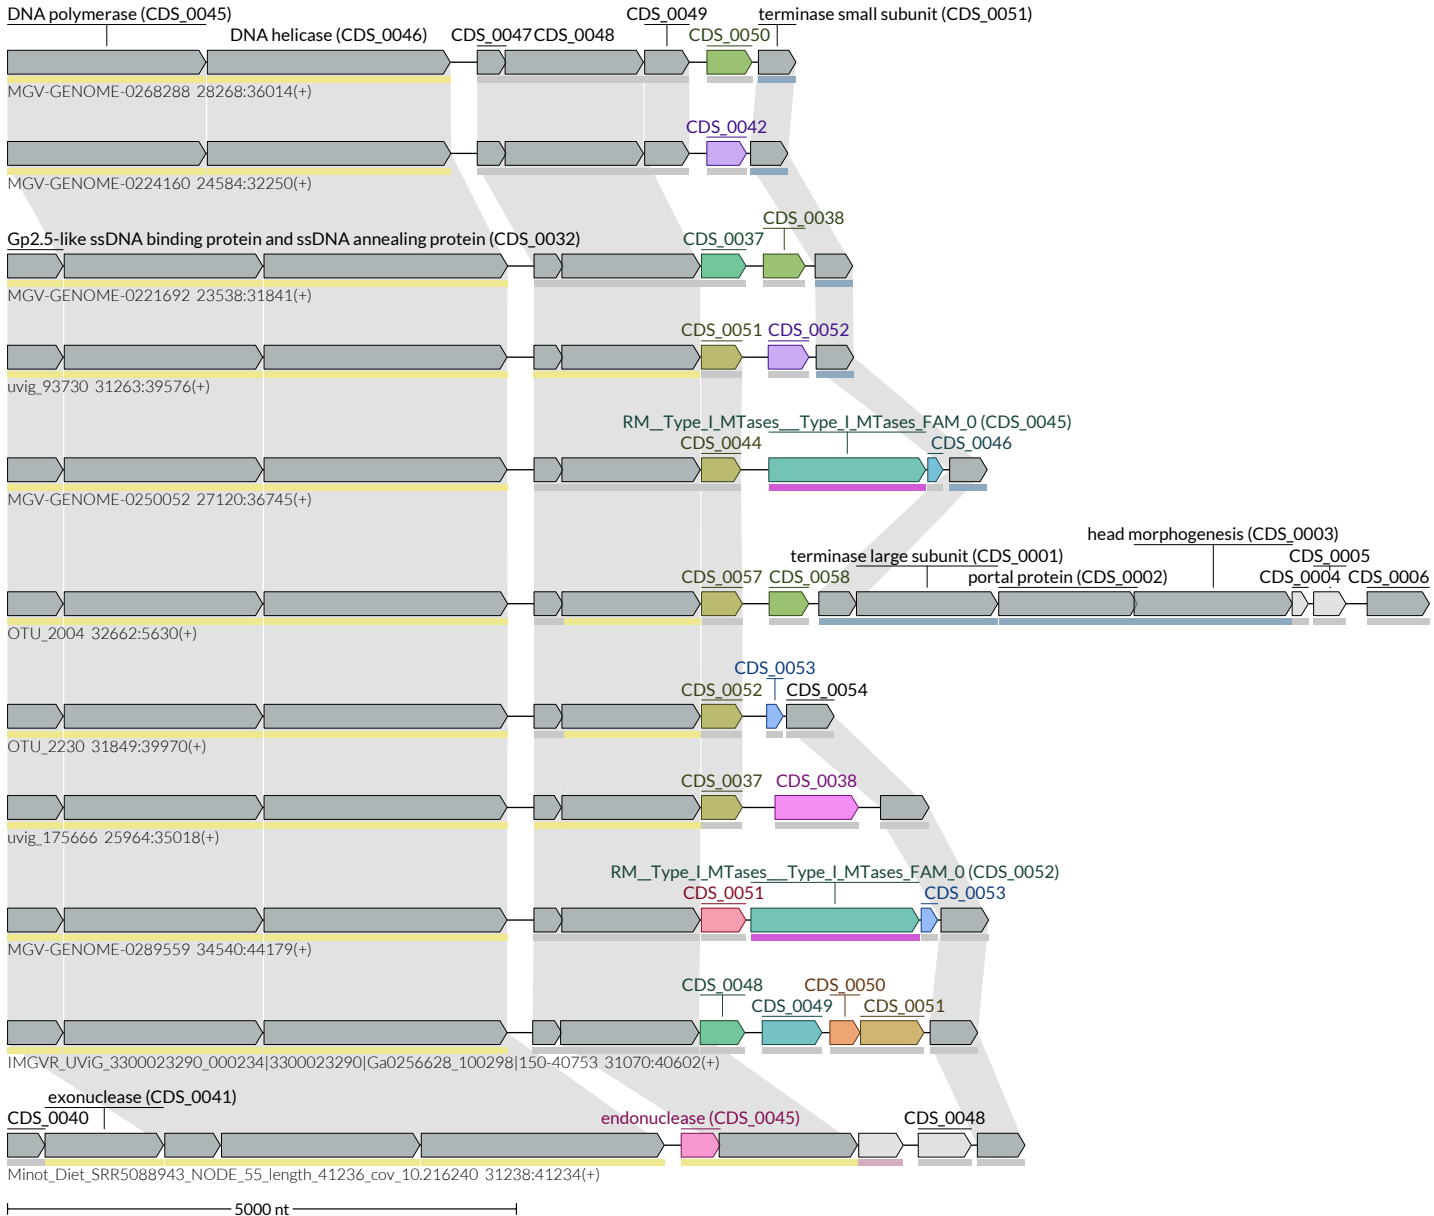 DNA polymerase (CDS_0045) CDS_0049 terminase small subunit (CDS_0051)
DNA helicase (CDS_0046) CDS_0047 CDS_0048 CDS_0050
MGV-GENOME-0268288 28268:36014(+)
CDS_0042
MGV-GENOME-0224160 24584:32250(+)
CDS_0038
Gp2.5-like ssDNA binding protein and ssDNA annealing protein (CDS_0032) CDS_0037
MGV-GENOME-0221692 23538:31841(+)
CDS_0051 CDS_0052
uvig_93730 31263:39576(+)
RM__Type_I_MTases___Type_I_MTases_FAM_0 (CDS_0045)
CDS_0044 CDS_0046
MGV-GENOME-0250052 27120:36745(+)
head morphogenesis (CDS_0003)
terminase large subunit (CDS_0001) CDS_0005
CDS_0057 CDS_0058 portal protein (CDS_0002) CDS_0004 CDS_0006
OTU_2004 32662:5630(+)
CDS_0053
CDS_0052 CDS_0054
OTU_2230 31849:39970(+)
CDS_0037 CDS_0038
uvig_175666 25964:35018(+)
RM__Type_I_MTases___Type_I_MTases_FAM_0 (CDS_0052)
CDS_0051 CDS_0053
MGV-GENOME-0289559 34540:44179(+)
CDS_0048 CDS_0050
CDS_0049 CDS_0051
IMGVR_UViG_3300023290_000234|3300023290|Ga0256628_100298|150-40753 31070:40602(+)
exonuclease (CDS_0041)
CDS_0040 endonuclease (CDS_0045) CDS_0048
Minot_Diet_SRR5088943_NODE_55_length_41236_cov_10.216240 31238:41234(+)
5000 nt